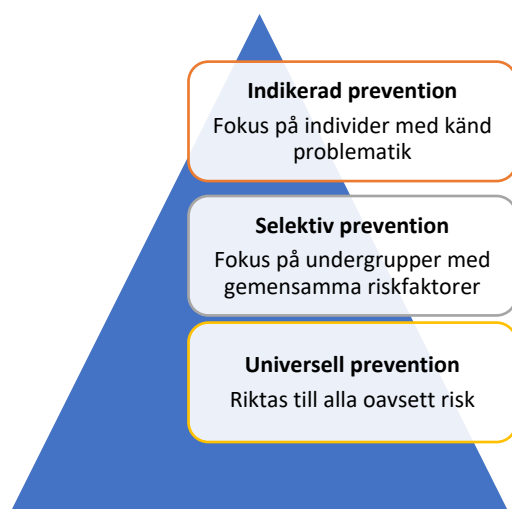 Indikerad prevention
Fokus på individer med känd
problematik
Selektiv prevention
Fokus på undergrupper med
gemensamma riskfaktorer
Universell prevention
Riktas till alla oavsett risk